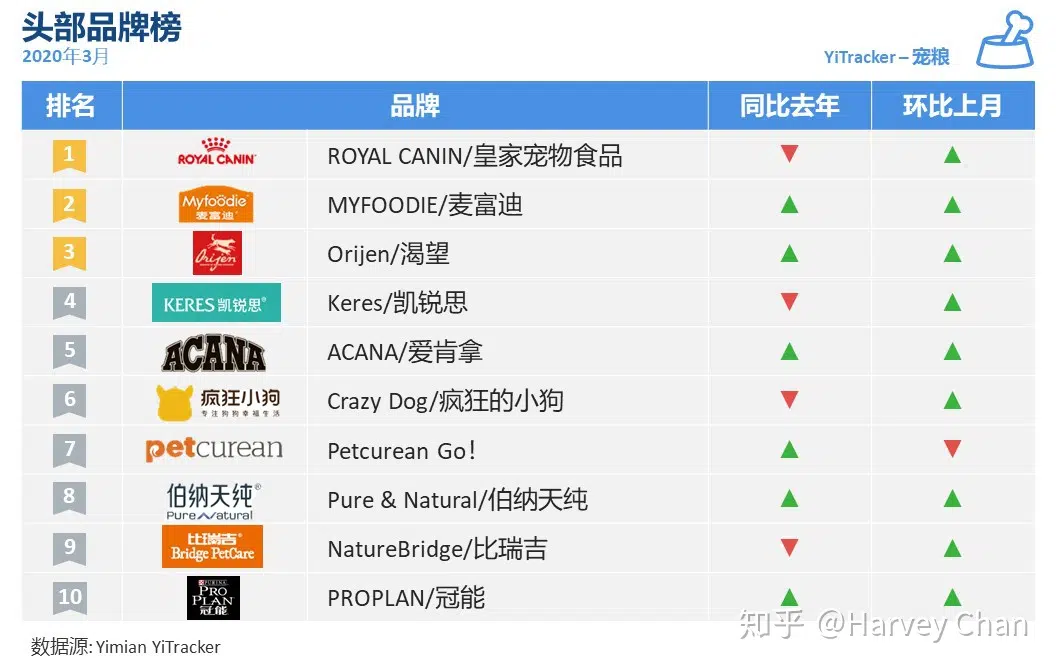 头部品牌榜
2020年3月
YiTracker – 宠粮
排名 品牌 同比去年 环比上月
1 ROYAL CANIN ROYAL CANIN/皇家宠物食品
2 Myfoodie 麦富迪 MYFOODIE/麦富迪
3 Orijen Orijen/渴望
4 KERES 凯锐思® Keres/凯锐思
5 ACANA ACANA/爱肯拿
6 疯狂小狗 专注狗狗幸福生活 Crazy Dog/疯狂的小狗
7 petcurean Petcurean Go!
8 伯纳天纯® Pure Natural Pure & Natural/伯纳天纯
9 比瑞吉® Bridge PetCare NatureBridge/比瑞吉
10 PURINA PRO PLAN 冠能 PROPLAN/冠能
知乎 @Harvey Chan
数据源: Yimian YiTracker